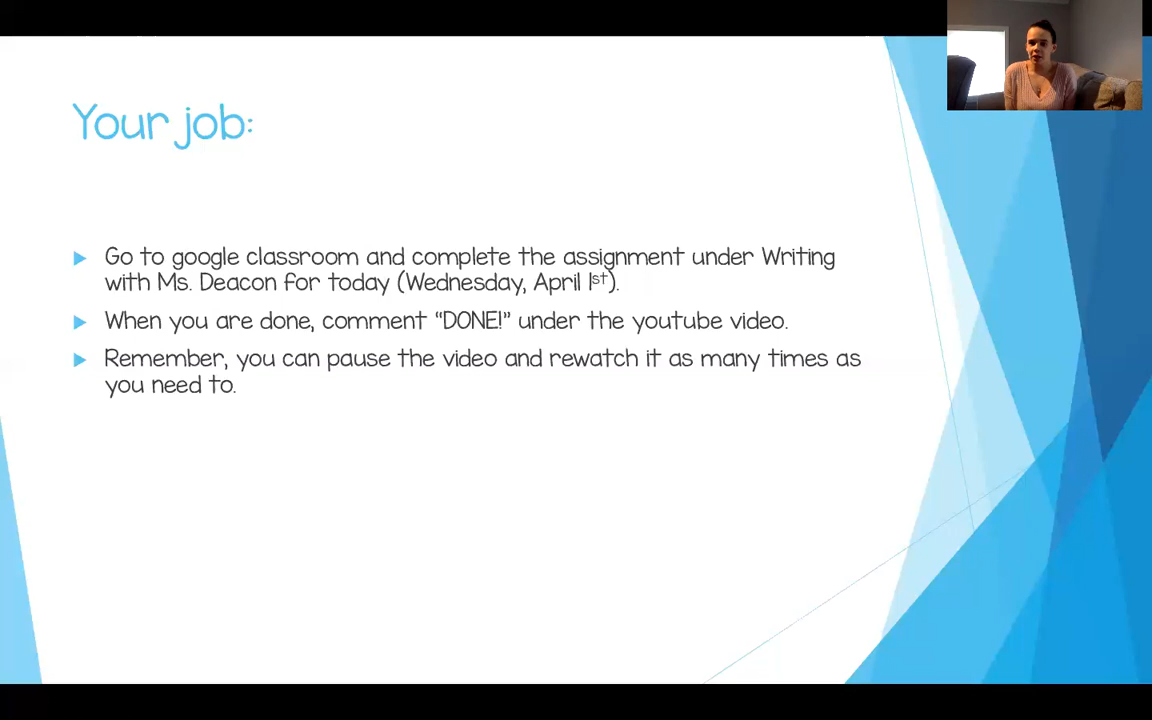 Your job:
Go to google classroom and complete the assignment under Writing
with Ms. Deacon for today (Wednesday, April 1st).
When you are done, comment “DONE!” under the youtube video.
Remember, you can pause the video and rewatch it as many times as
you need to.